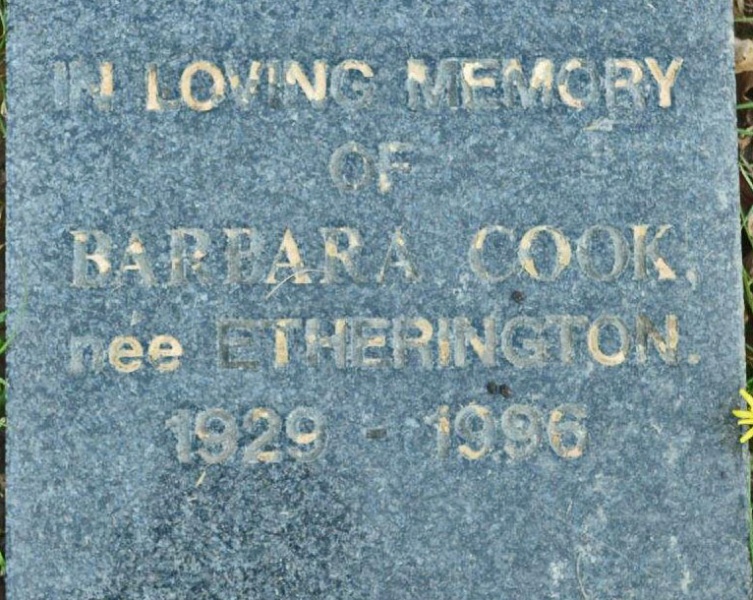 IN LOVING MEMORY
OF
BARBARA COOK,
née ETHERINGTON.
1929 - 1996